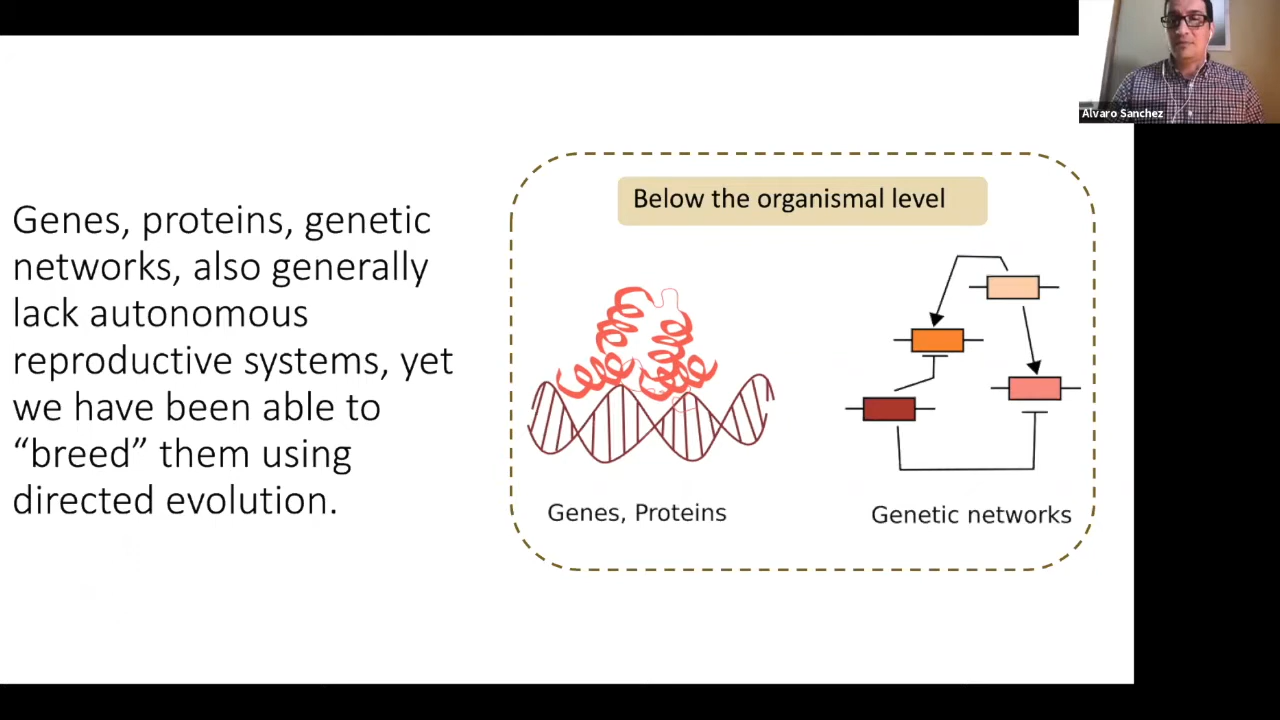 Alvaro Sanchez
Genes, proteins, genetic
networks, also generally
lack autonomous
reproductive systems, yet
we have been able to
“breed” them using
directed evolution.
Below the organismal level
Genes, Proteins
Genetic networks